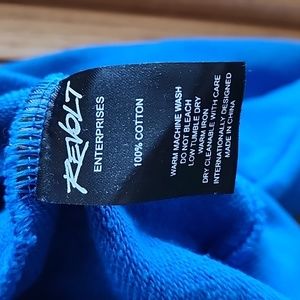 REVOLT
ENTERPRISES
100% COTTON
WARM MACHINE WASH
DO NOT BLEACH
LOW TUMBLE DRY
WARM IRON
DRY CLEANABLE WITH CARE
INTERNATIONALLY DESIGNED
MADE IN CHINA